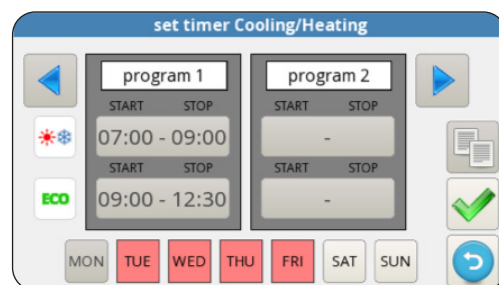 set timer Cooling/Heating
program 1
START STOP
07:00 - 09:00
START STOP
ECO
09:00 - 12:30
program 2
START STOP
-
START STOP
-
MON TUE WED THU FRI SAT SUN